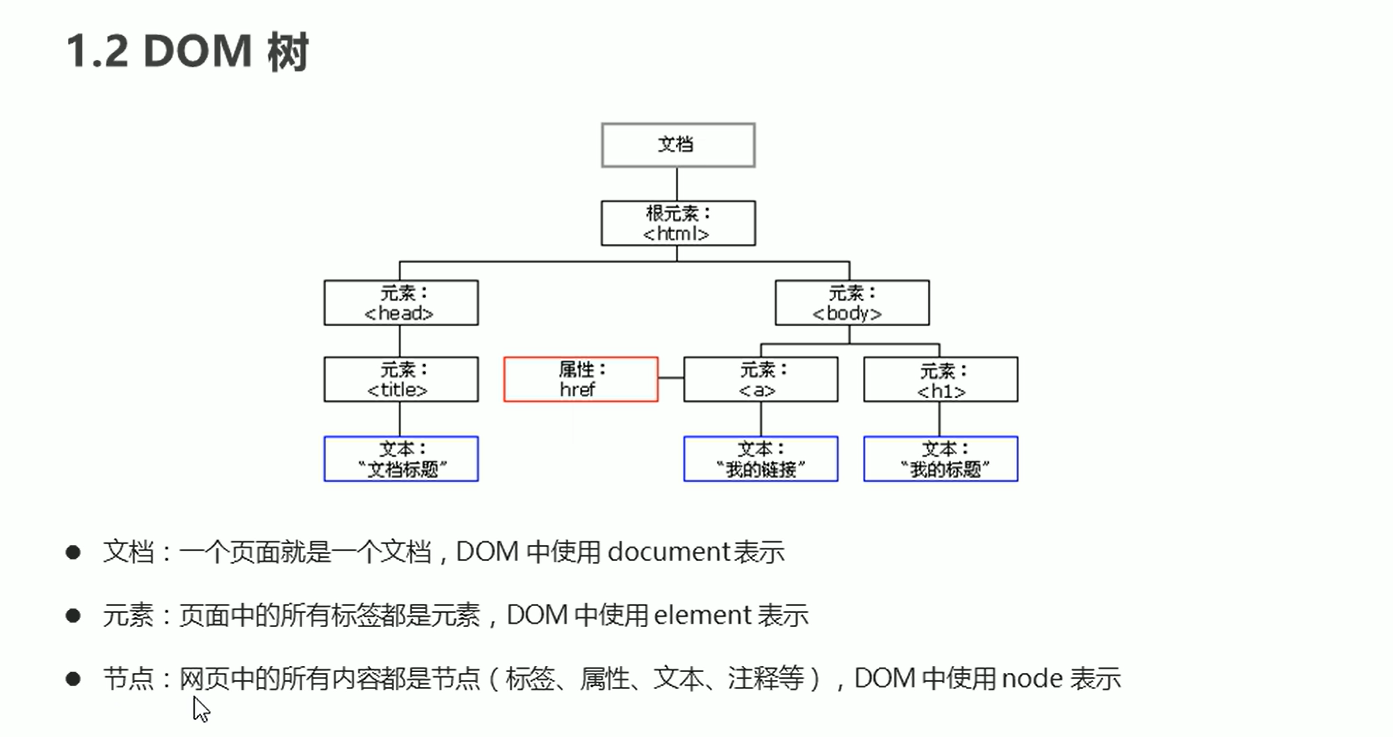 1.2 DOM 树
文档
根元素：
<html>
元素：
<head>
元素：
<body>
元素：
<title>
属性：
href
元素：
<a>
元素：
<h1>
文本：
“文档标题”
文本：
“我的链接”
文本：
“我的标题”
● 文档：一个页面就是一个文档，DOM 中使用 document 表示
● 元素：页面中的所有标签都是元素，DOM 中使用 element 表示
● 节点：网页中的所有内容都是节点（标签、属性、文本、注释等），DOM 中使用 node 表示